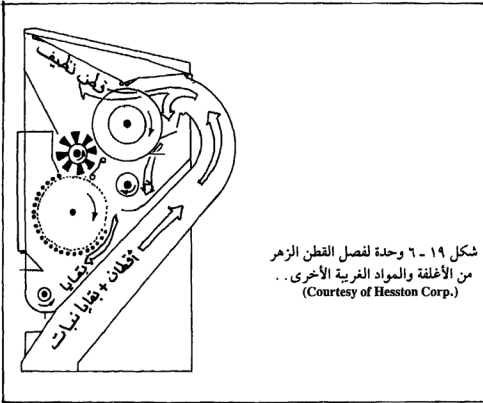 قطن نظيف
بقايا
أقطان + بقايا نبات
شكل ١٩ ـ ٦ وحدة لفصل القطن الزهر
من الأغلفة والمواد الغريبة الأخرى . .
(Courtesy of Hesston Corp.)